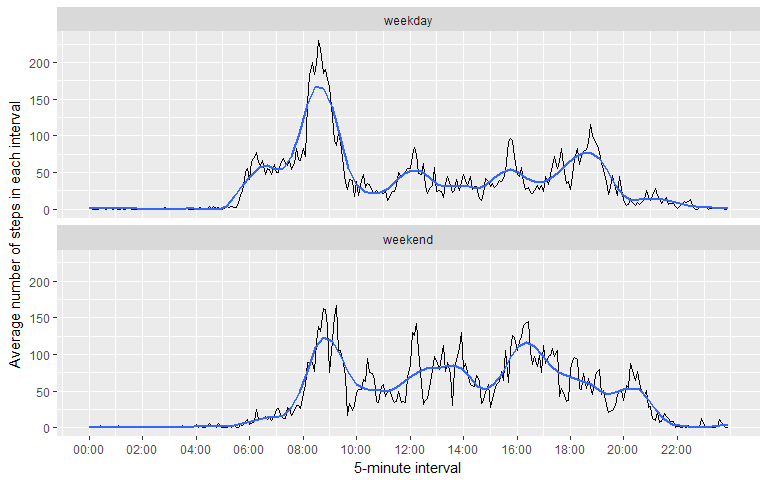 weekday
200
150
100
50
0
weekend
200
150
100
50
0
Average number of steps in each interval
00:00 02:00 04:00 06:00 08:00 10:00 12:00 14:00 16:00 18:00 20:00 22:00
5-minute interval